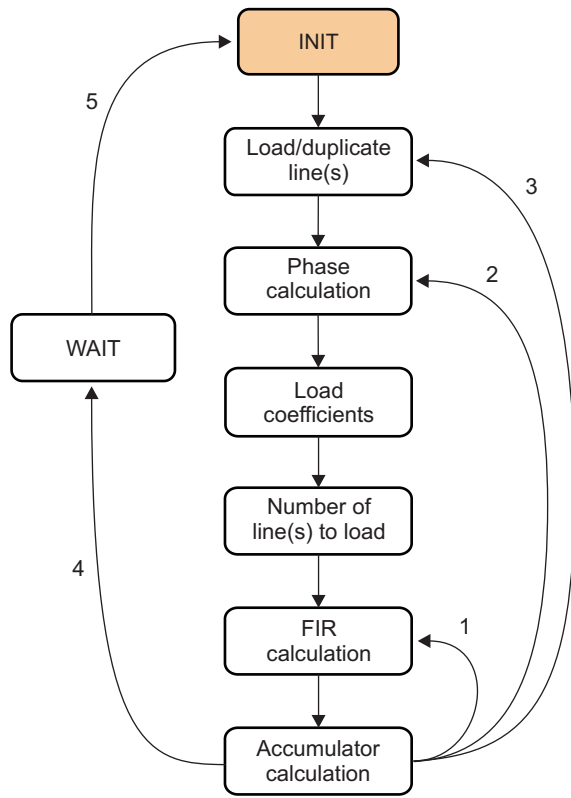 INIT
5
Load/duplicate
line(s)
3
Phase
calculation
2
WAIT
Load
coefficients
Number of
line(s) to load
4
FIR
calculation
1
Accumulator
calculation